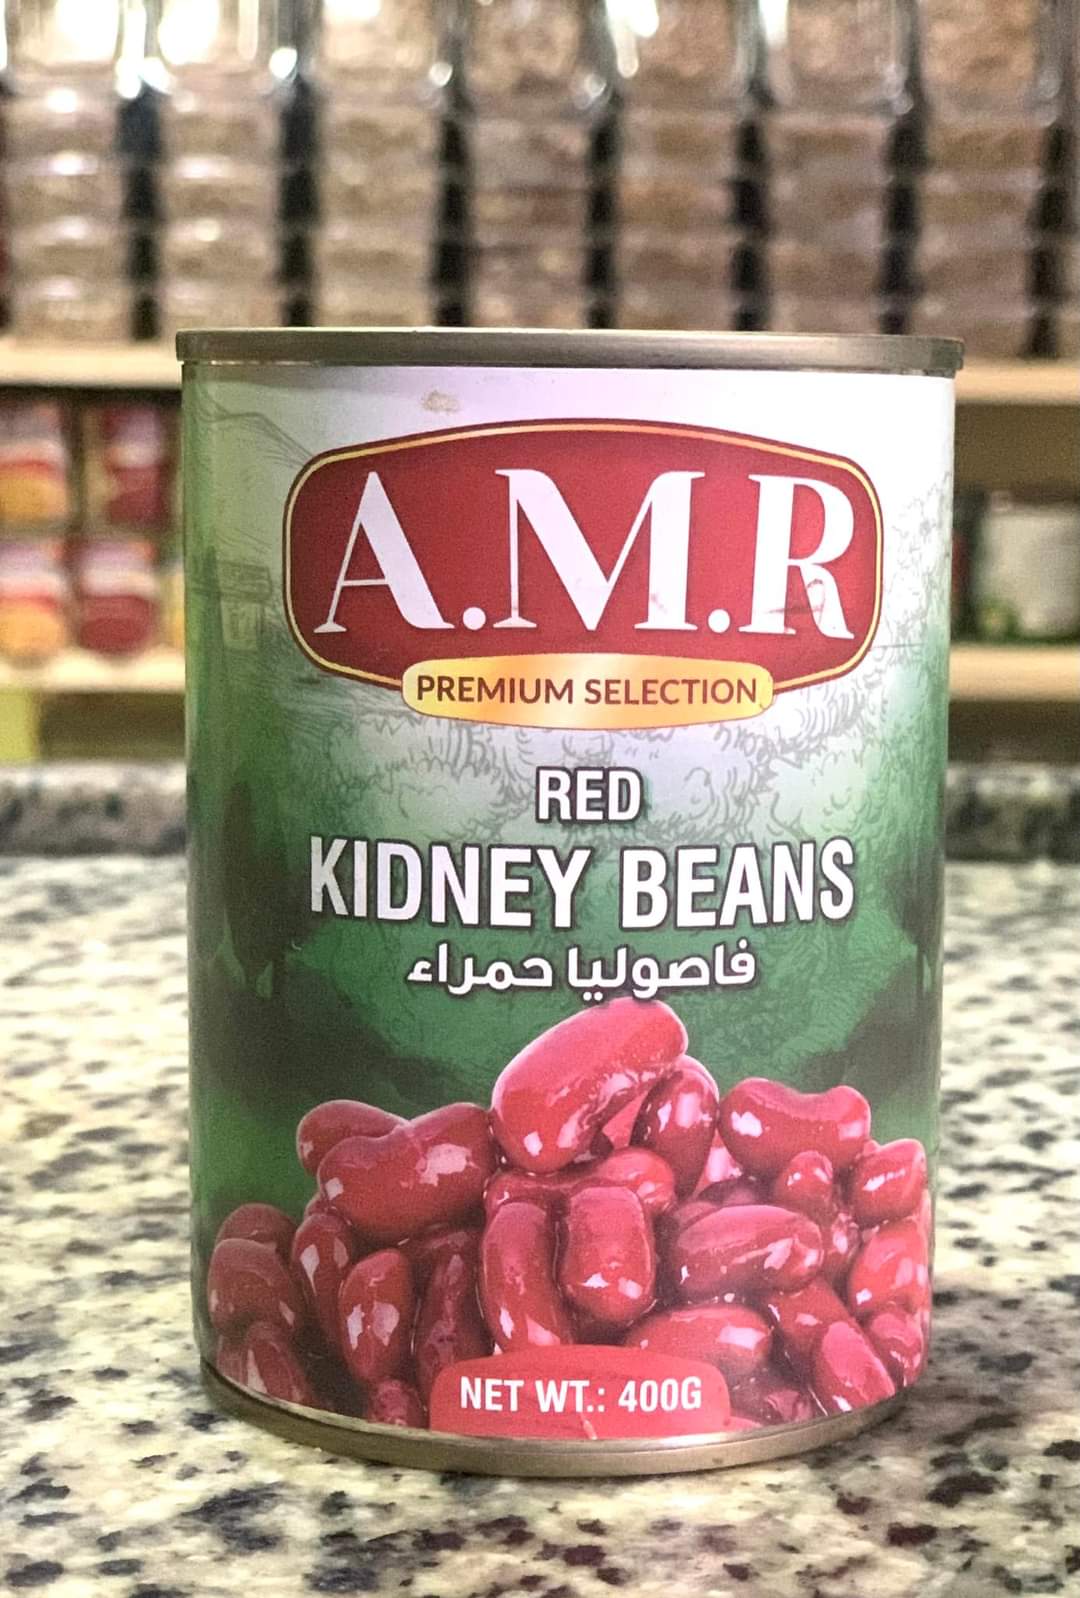 A.M.R
PREMIUM SELECTION
RED
KIDNEY BEANS
فاصوليا حمراء
NET WT.: 400G